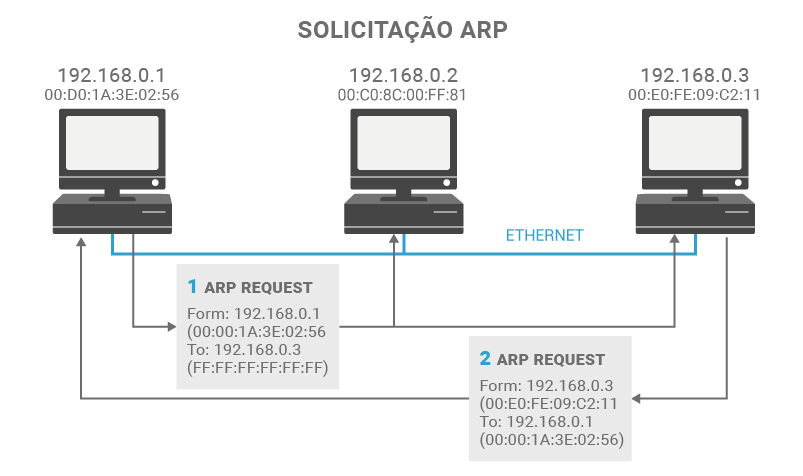 SOLICITAÇÃO ARP
192.168.0.1
00:D0:1A:3E:02:56
192.168.0.2
00:C0:8C:00:FF:81
192.168.0.3
00:E0:FE:09:C2:11
ETHERNET
1 ARP REQUEST
Form: 192.168.0.1
(00:00:1A:3E:02:56
To: 192.168.0.3
(FF:FF:FF:FF:FF:FF)
2 ARP REQUEST
Form: 192.168.0.3
(00:E0:FE:09:C2:11
To: 192.168.0.1
(00:00:1A:3E:02:56)